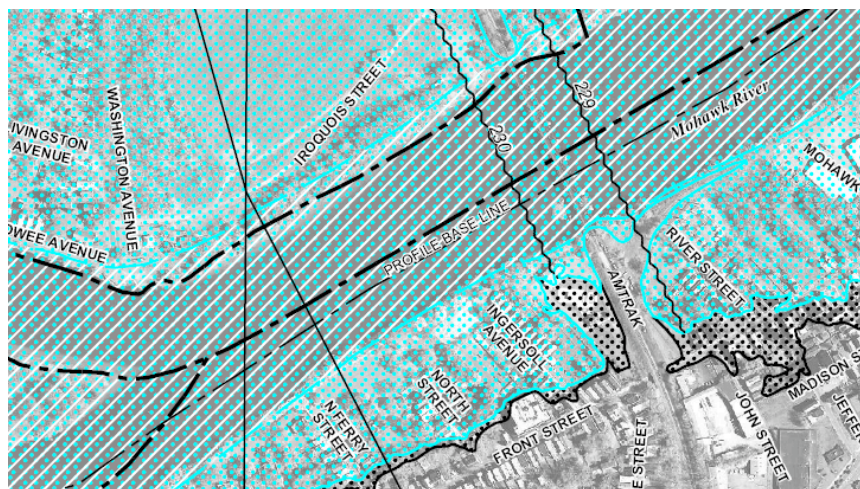 IROQUOIS STREET
WASHINGTON AVENUE
IVINGSTON
AVENUE
OWEE AVENUE
230
229
Mohawk River
MOHAWK
PROFILE BASE LINE
RIVER STREET
AMTRAK
INGERSOLL
AVENUE
NORTH
STREET
N FERRY
STREET
FRONT STREET
E STREET
JOHN STREET
MADISON S
JEFFE